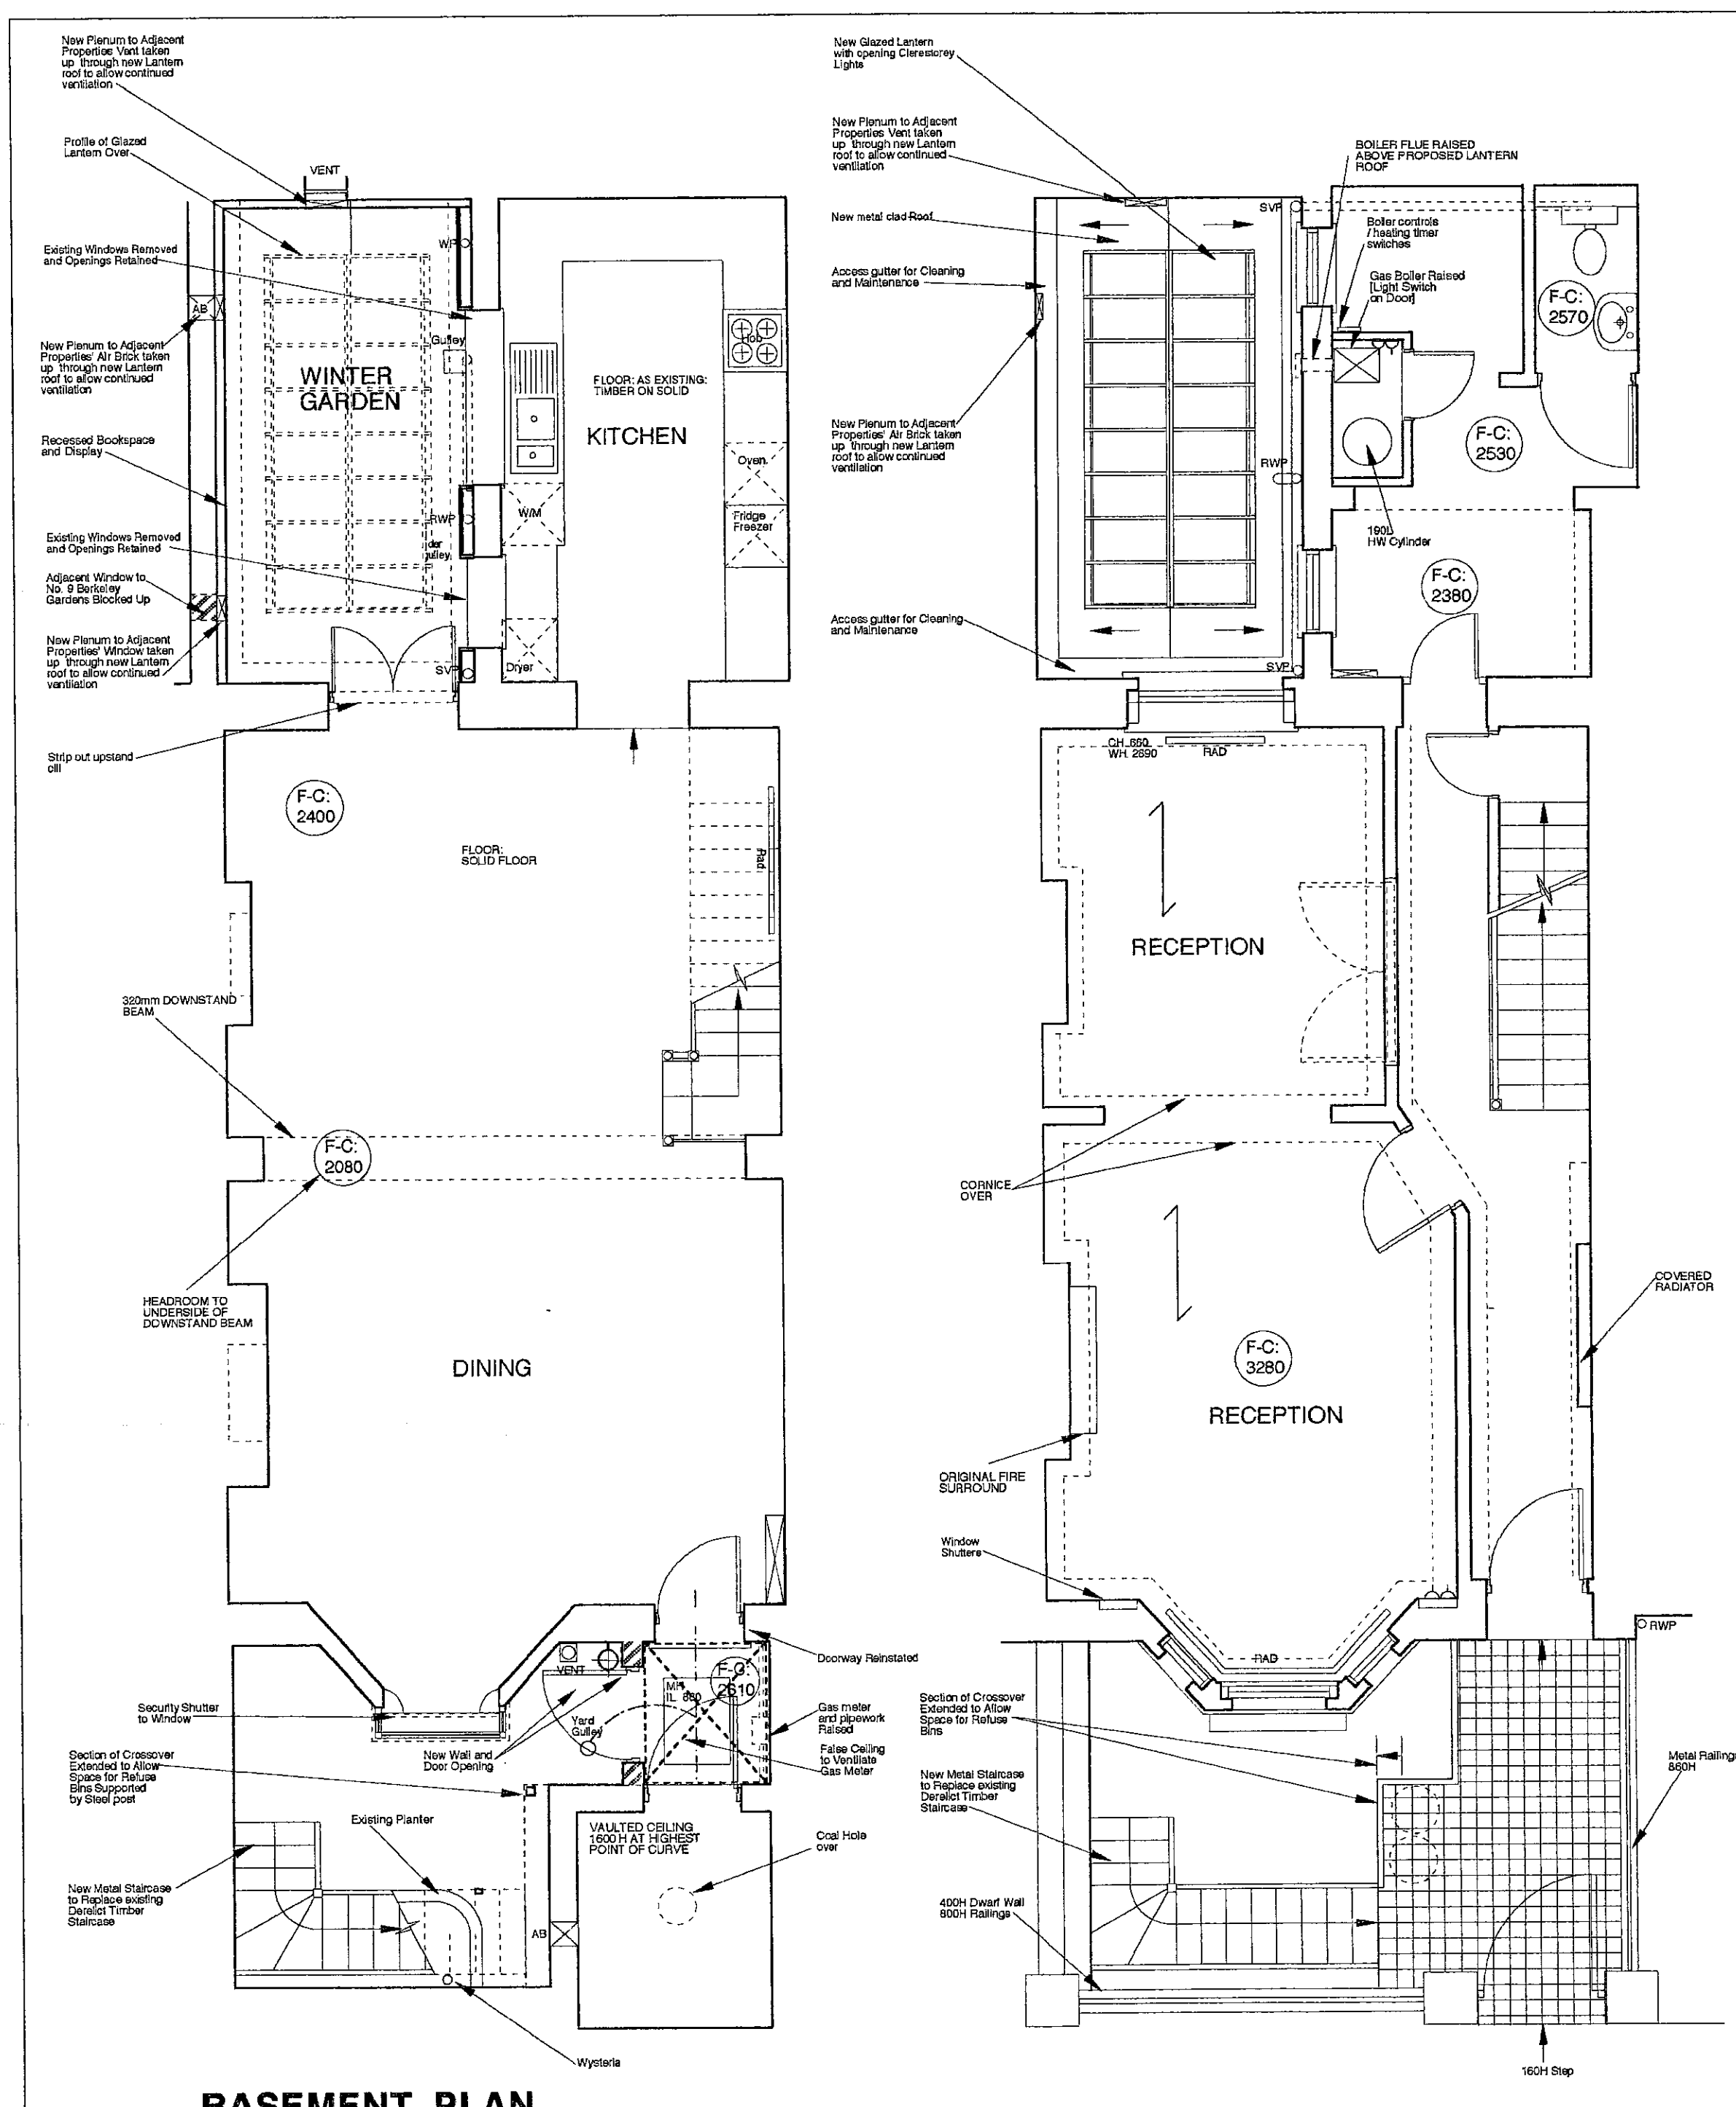 New Plenum to Adjacent
Properties Vent taken
up through new Lantern
roof to allow continued
ventilation
Profile of Glazed
Lantern Over
VENT
Existing Windows Removed
and Openings Retained
AB
New Plenum to Adjacent
Properties' Air Brick taken
up through new Lantern
roof to allow continued
ventilation
Recessed Bookspace
and Display
Existing Windows Removed
and Openings Retained
Adjacent Window to
No. 9 Berkeley
Gardens Blocked Up
New Plenum to Adjacent
Properties' Window taken
up through new Lantern
roof to allow continued
ventilation
Strip out upstand
cill
WP
Gulley
WINTER
GARDEN
RWP
SVP
FLOOR: AS EXISTING:
TIMBER ON SOLID
KITCHEN
Hob
Oven
Fridge
Freezer
W/M
Dryer
F-C:
2400
FLOOR:
SOLID FLOOR
Rad
320mm DOWNSTAND
BEAM
F-C:
2080
HEADROOM TO
UNDERSIDE OF
DOWNSTAND BEAM
DINING
Doorway Reinstated
VENT
F-C:
2610
MH
IL 860
Security Shutter
to Window
Yard
Gulley
New Wall and
Door Opening
Gas meter
and pipework
Raised
False Ceiling
to Ventilate
Gas Meter
Section of Crossover
Extended to Allow
Space for Refuse
Bins Supported
by Steel post
Existing Planter
VAULTED CEILING
1600 H AT HIGHEST
POINT OF CURVE
Coal Hole
over
New Metal Staircase
to Replace existing
Derelict Timber
Staircase
AB
Wysteria
BASEMENT PLAN
New Glazed Lantern
with opening Clerestorey
Lights
New Plenum to Adjacent
Properties Vent taken
up through new Lantern
roof to allow continued
ventilation
BOILER FLUE RAISED
ABOVE PROPOSED LANTERN
ROOF
New metal clad Roof
SVP
Boiler controls
/ heating timer
switches
Access gutter for Cleaning
and Maintenance
Gas Boiler Raised
[Light Switch
on Door]
F-C:
2570
New Plenum to Adjacent
Properties' Air Brick taken
up through new Lantern
roof to allow continued
ventilation
F-C:
2530
RWP
190L
HW Cylinder
F-C:
2380
Access gutter for Cleaning
and Maintenance
SVP
CH. 660
WH. 2690
RAD
RECEPTION
CORNICE
OVER
COVERED
RADIATOR
F-C:
3280
RECEPTION
ORIGINAL FIRE
SURROUND
Window
Shutters
RWP
RAD
Section of Crossover
Extended to Allow
Space for Refuse
Bins
Metal Railings
860H
New Metal Staircase
to Replace existing
Derelict Timber
Staircase
400H Dwarf Wall
800H Railings
160H Step